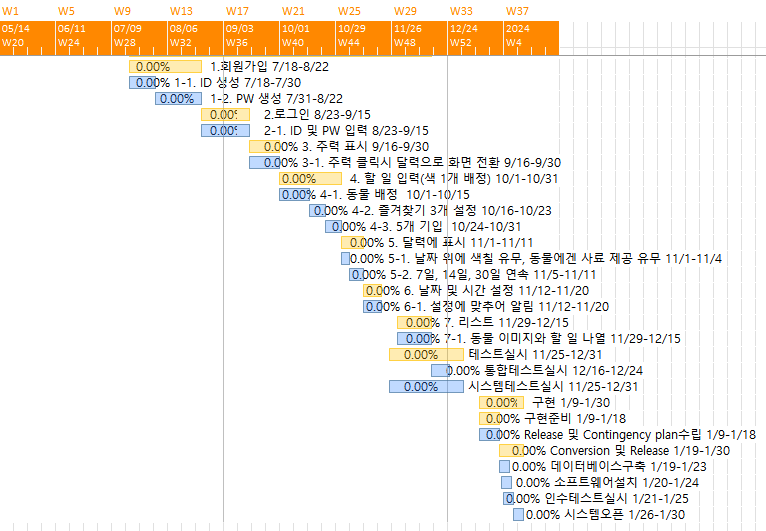 W1 W5 W9 W13 W17 W21 W25 W29 W33 W37
05/14 06/11 07/09 08/06 09/03 10/01 10/29 11/26 12/24 2024
W20 W24 W28 W32 W36 W40 W44 W48 W52 W4
0.00% 1.회원가입 7/18-8/22
0.00% 1-1. ID 생성 7/18-7/30
0.00% 1-2. PW 생성 7/31-8/22
0.00% 2.로그인 8/23-9/15
0.00% 2-1. ID 및 PW 입력 8/23-9/15
0.00% 3. 주력 표시 9/16-9/30
0.00% 3-1. 주력 클릭시 달력으로 화면 전환 9/16-9/30
0.00% 4. 할 일 입력(색 1개 배정) 10/1-10/31
0.00% 4-1. 동물 배정 10/1-10/15
0.00% 4-2. 즐겨찾기 3개 설정 10/16-10/23
0.00% 4-3. 5개 기입 10/24-10/31
0.00% 5. 달력에 표시 11/1-11/11
0.00% 5-1. 날짜 위에 색칠 유무, 동물에겐 사료 제공 유무 11/1-11/4
0.00% 5-2. 7일, 14일, 30일 연속 11/5-11/11
0.00% 6. 날짜 및 시간 설정 11/12-11/20
0.00% 6-1. 설정에 맞추어 알림 11/12-11/20
0.00% 7. 리스트 11/29-12/15
0.00% 7-1. 동물 이미지와 할 일 나열 11/29-12/15
0.00% 테스트실시 11/25-12/31
0.00% 통합테스트실시 12/16-12/24
0.00% 시스템테스트실시 11/25-12/31
0.00% 구현 1/9-1/30
0.00% 구현준비 1/9-1/18
0.00% Release 및 Contingency plan수립 1/9-1/18
0.00% Conversion 및 Release 1/19-1/30
0.00% 데이터베이스구축 1/19-1/23
0.00% 소프트웨어설치 1/20-1/24
0.00% 인수테스트실시 1/21-1/25
0.00% 시스템오픈 1/26-1/30